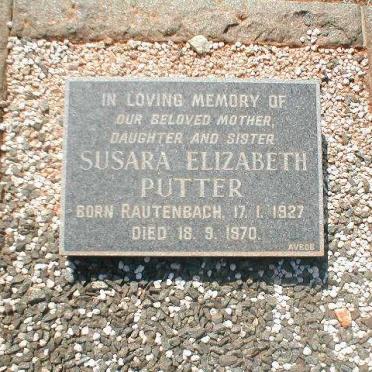 IN LOVING MEMORY OF
OUR BELOVED MOTHER,
DAUGHTER AND SISTER
SUSARA ELIZABETH
PUTTER
BORN RAUTENBACH, 17. 1. 1927
DIED 18. 9. 1970.